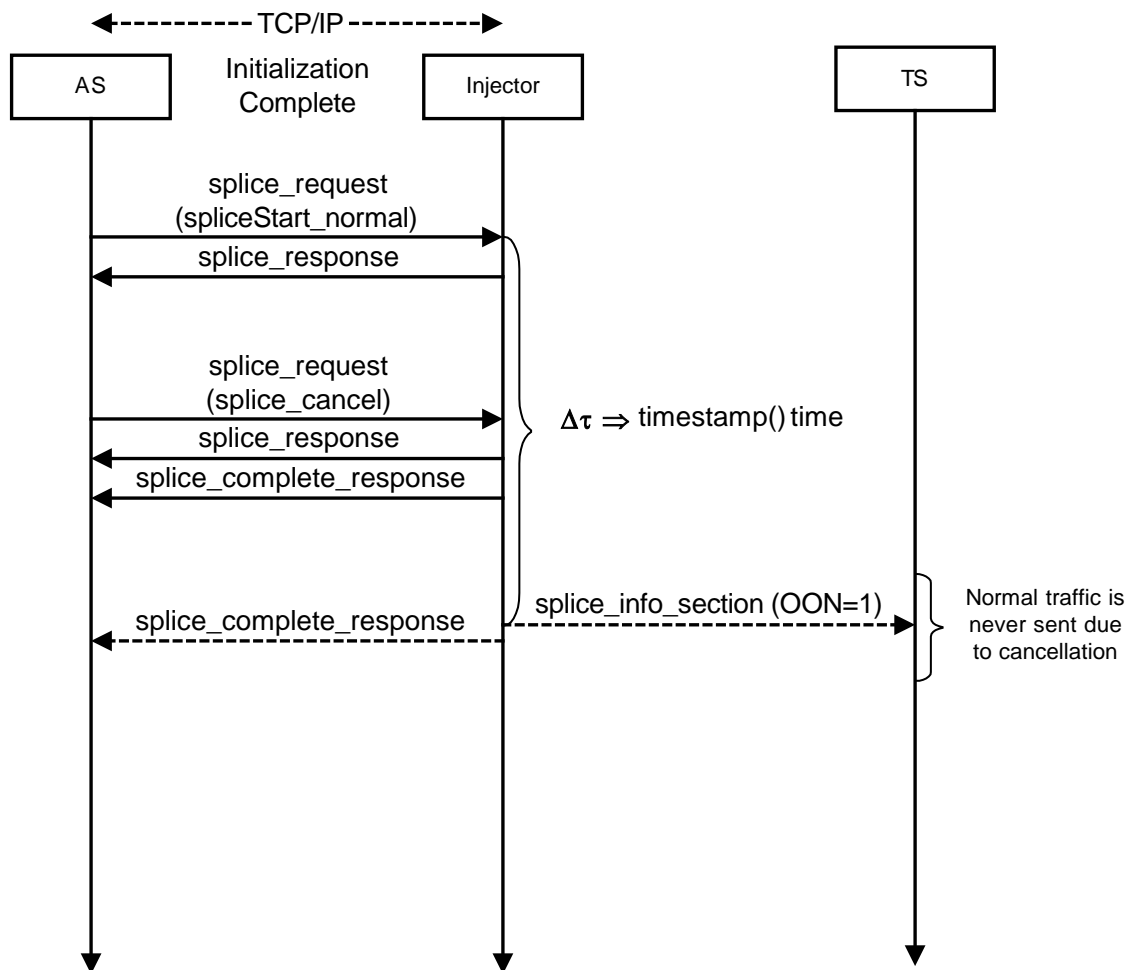 TCP/IP
AS
Initialization
Complete
Injector
TS
splice_request
(spliceStart_normal)
splice_response
splice_request
(splice_cancel)
Δτ ⇒ timestamp() time
splice_response
splice_complete_response
splice_info_section (OON=1)
splice_complete_response
Normal traffic is
never sent due
to cancellation